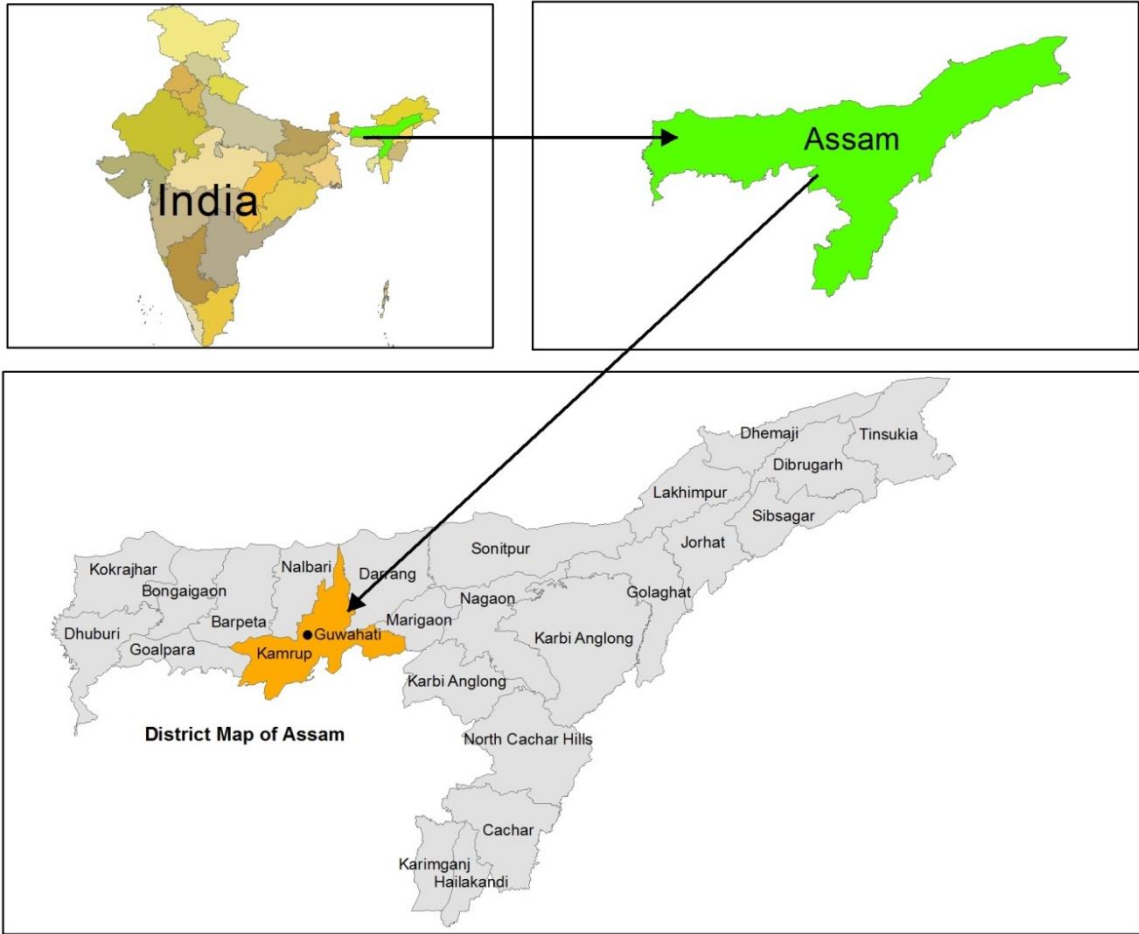 India
Assam
Dhemaji
Tinsukia
Dibrugarh
Lakhimpur
Sibsagar
Jorhat
Sonitpur
Kokrajhar
Nalbari
Darrang
Bongaigaon
Nagaon
Golaghat
Barpeta
Marigaon
Dhuburi
Guwahati
Karbi Anglong
Goalpara
Kamrup
Karbi Anglong
District Map of Assam
North Cachar Hills
Cachar
Karimganj
Hailakandi